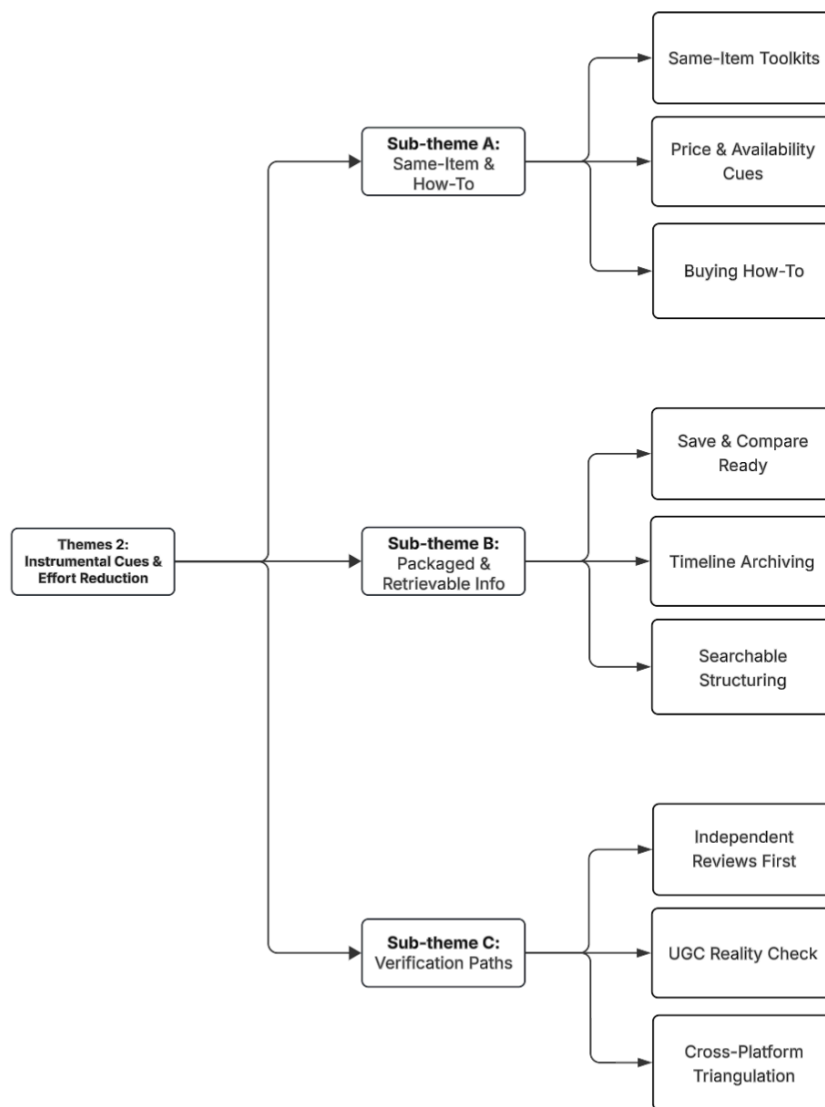 Themes 2:
Instrumental Cues &
Effort Reduction
Sub-theme A:
Same-Item &
How-To
Same-Item Toolkits
Price & Availability
Cues
Buying How-To
Sub-theme B:
Packaged &
Retrievable Info
Save & Compare
Ready
Timeline Archiving
Searchable
Structuring
Sub-theme C:
Verification Paths
Independent
Reviews First
UGC Reality Check
Cross-Platform
Triangulation